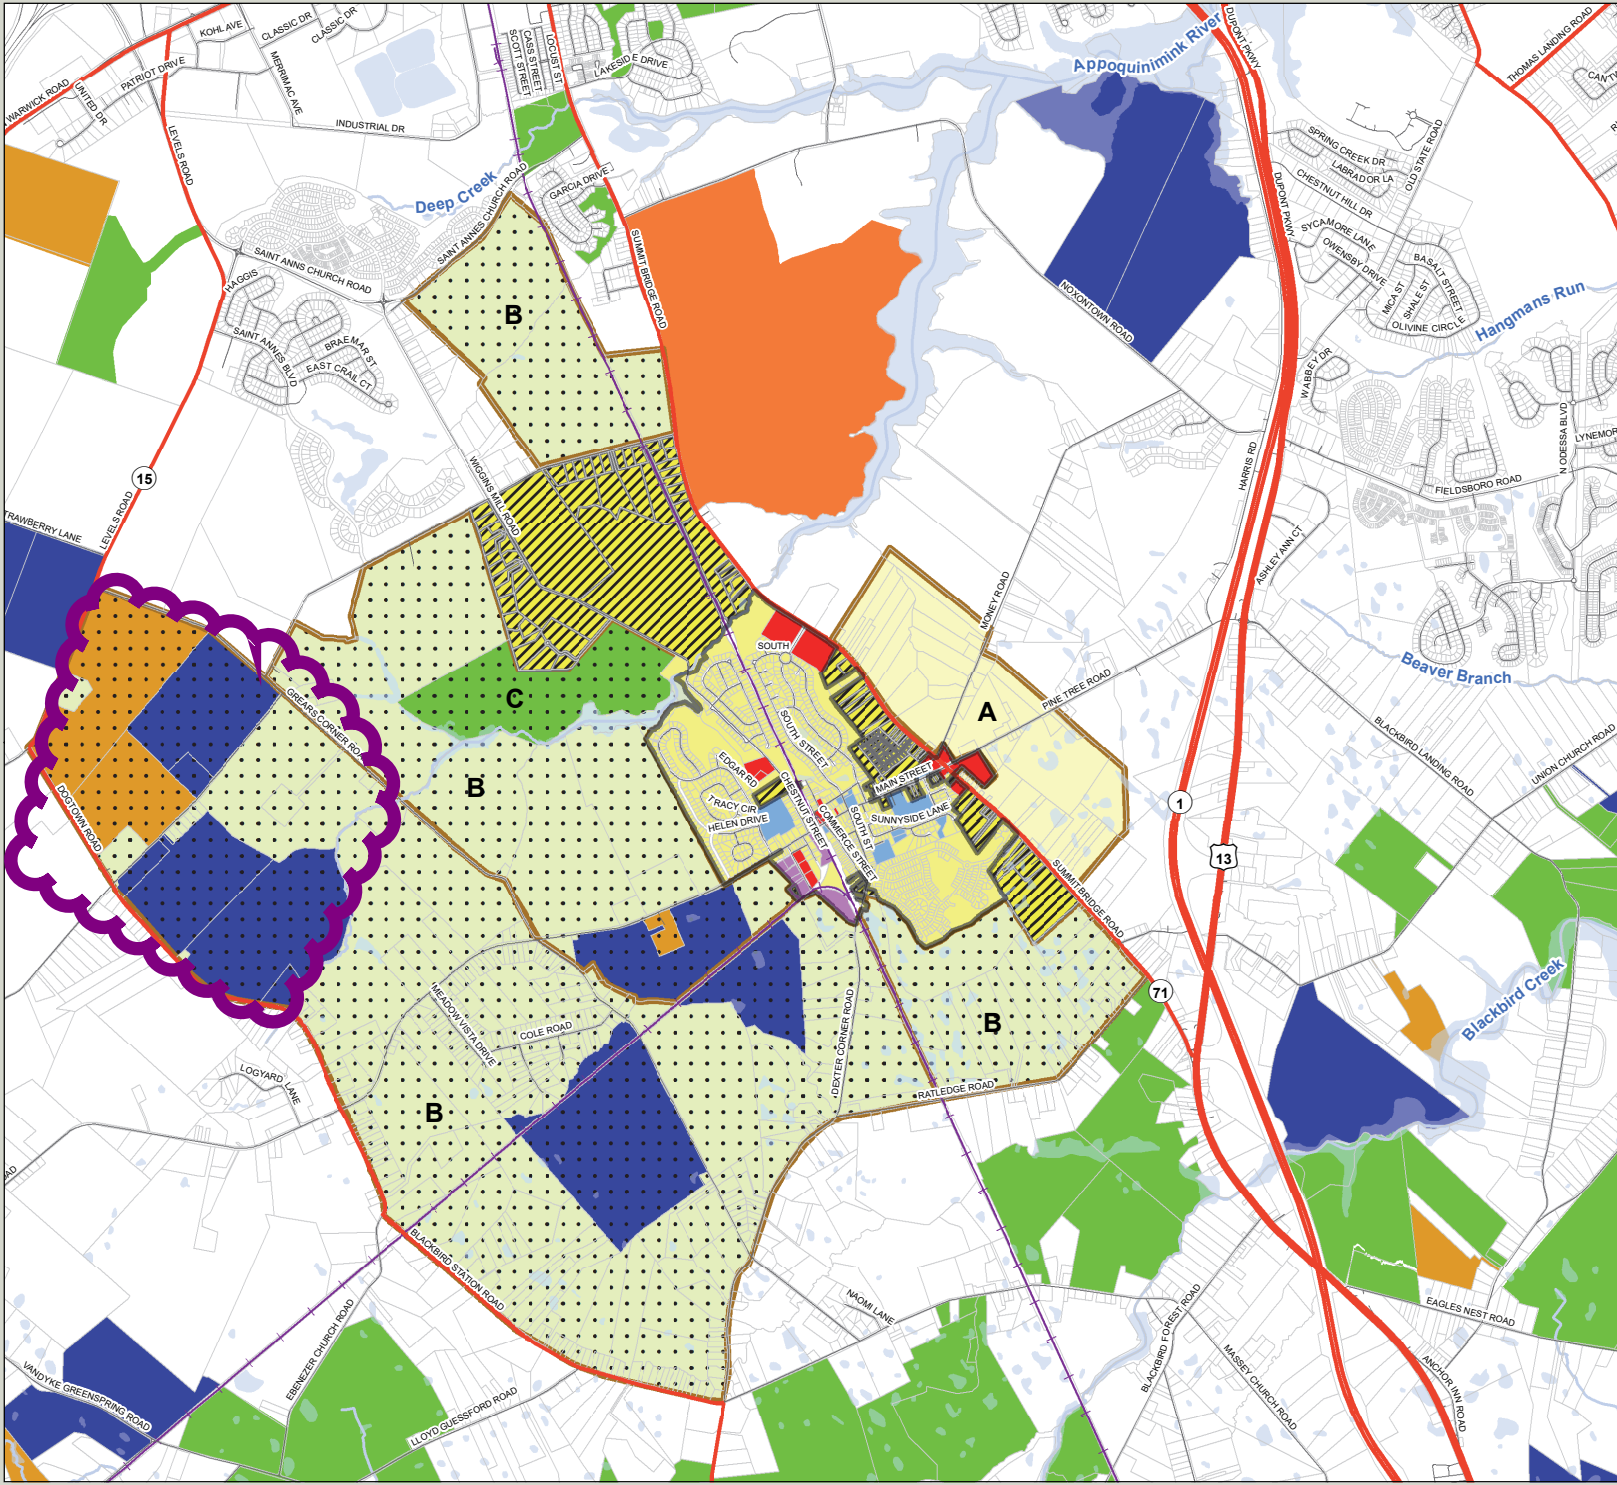 KOHL AVE
CLASSIC DR
CLASSIC DR
SCOTT STREET
CASS STREET
LOCUST ST
LAKESIDE DRIVE
Appoquinimink River
DUPONT PKWY
THOMAS LANDING ROAD
WARWICK ROAD
UNITED DR
PATRIOT DRIVE
MERRIMAC AVE
INDUSTRIAL DR
LEVELS ROAD
SPRING CREEK DR
LABRADOR LA
CHESTNUT HILL DR
OLD STATE ROAD
DUPONT PKWY
Deep Creek
SAINT ANNES CHURCH ROAD
GARCIA DRIVE
SUMMIT BRIDGE ROAD
SYCAMORE LANE
OWENSBY DRIVE
BASALT STREET
MICA ST
SHALE ST
OLIVINE CIRCLE
Hangmans Run
SAINT ANNS CHURCH ROAD
HAGGIS
B
SAINT ANNES BLVD
BRAEMAR ST
EAST CRAIL CT
NOXONTOWN ROAD
W ABBEY DR
N ODESSA BLVD
HARRIS RD
FIELDSBORO ROAD
WIGGINS MILL ROAD
15
LEVELS ROAD
ASHLEY ANN CT
MONEY ROAD
SOUTH
Beaver Branch
PINE TREE ROAD
A
C
GREARS CORNER
SOUTH STREET
BLACKBIRD LANDING ROAD
UNION CHURCH ROAD
EDGAR RD
MAIN STREET
B
CHESTNUT STREET
TRACY CIR
HELEN DRIVE
COMMERCE STREET
SOUTH ST
SUNNYSIDE LANE
1
13
DOGTOWN ROAD
SUMMIT BRIDGE ROAD
71
Blackbird Creek
MEADOW VISTA DRIVE
COLE ROAD
DEXTER CORNER ROAD
B
RATLEDGE ROAD
LOGYARD LANE
B
BLACKBIRD STATION ROAD
NAOMI LANE
EBENEZER CHURCH ROAD
BLACKBIRD FOREST ROAD
EAGLES NEST ROAD
VANDYKE GREENSPRING ROAD
LLOYD GUESSFORD ROAD
MASSEY CHURCH ROAD
ANCHOR INN ROAD